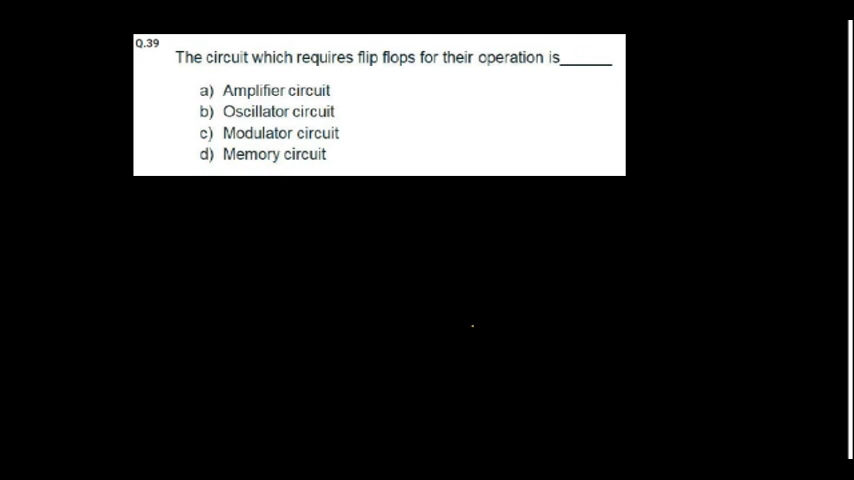 Q.39
The circuit which requires flip flops for their operation is______
a) Amplifier circuit
b) Oscillator circuit
c) Modulator circuit
d) Memory circuit